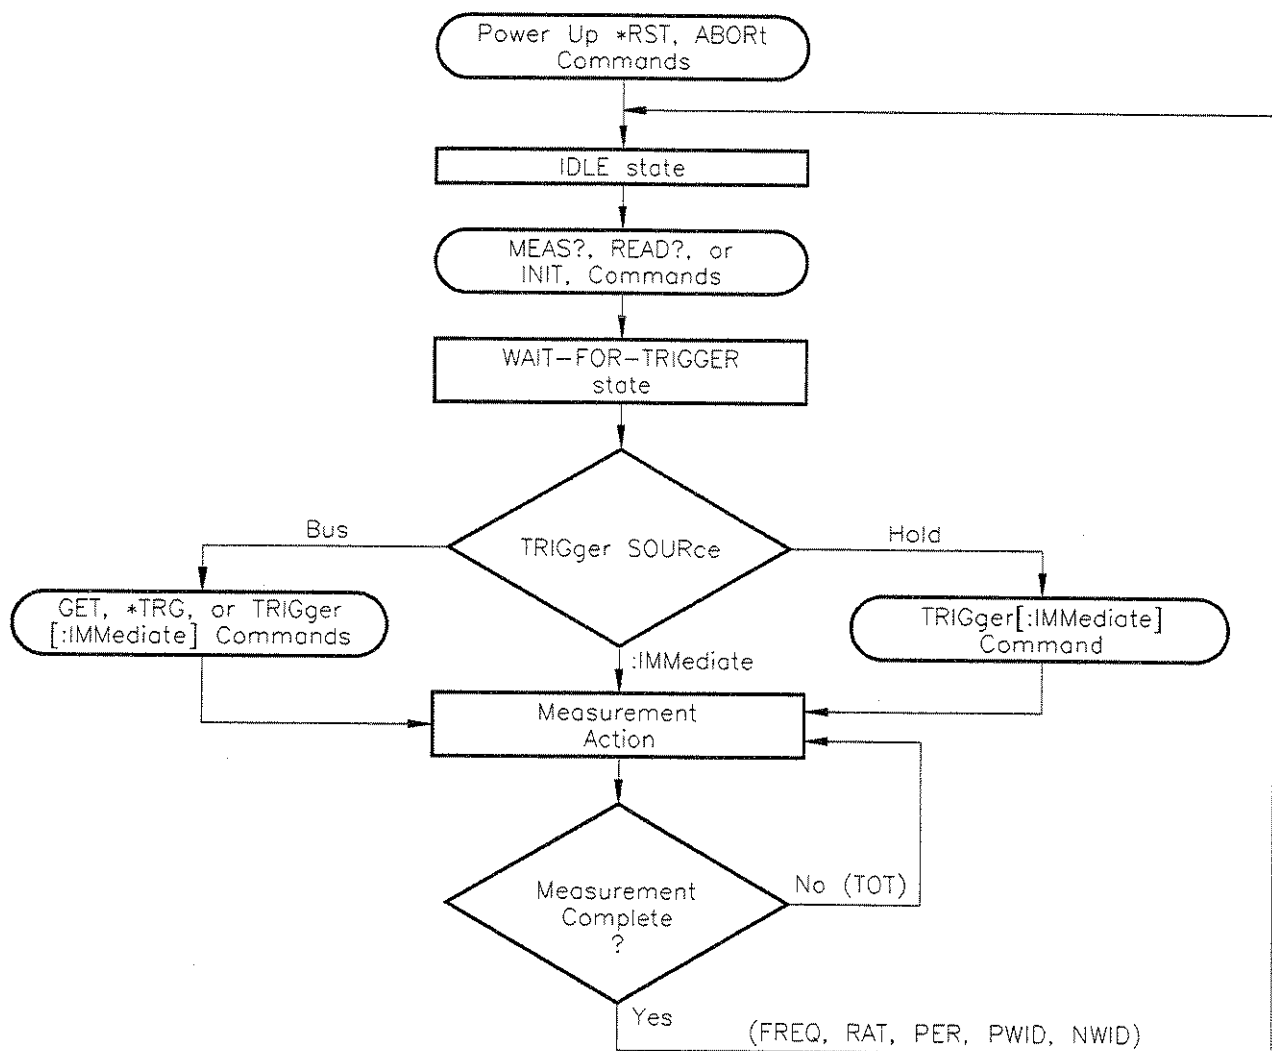 Power Up *RST, ABORt
Commands
IDLE state
MEAS?, READ?, or
INIT, Commands
WAIT-FOR-TRIGGER
state
TRIGger SOURce
Bus
Hold
GET, *TRG, or TRIGger
[:IMMediate] Commands
TRIGger[:IMMediate]
Command
:IMMediate
Measurement
Action
Measurement
Complete
?
No (TOT)
Yes
(FREQ, RAT, PER, PWID, NWID)